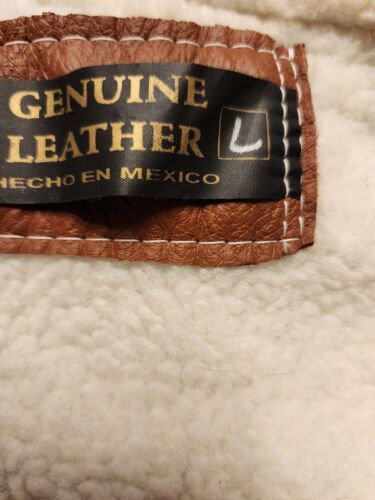 GENUINE
LEATHER L
HECHO EN MEXICO